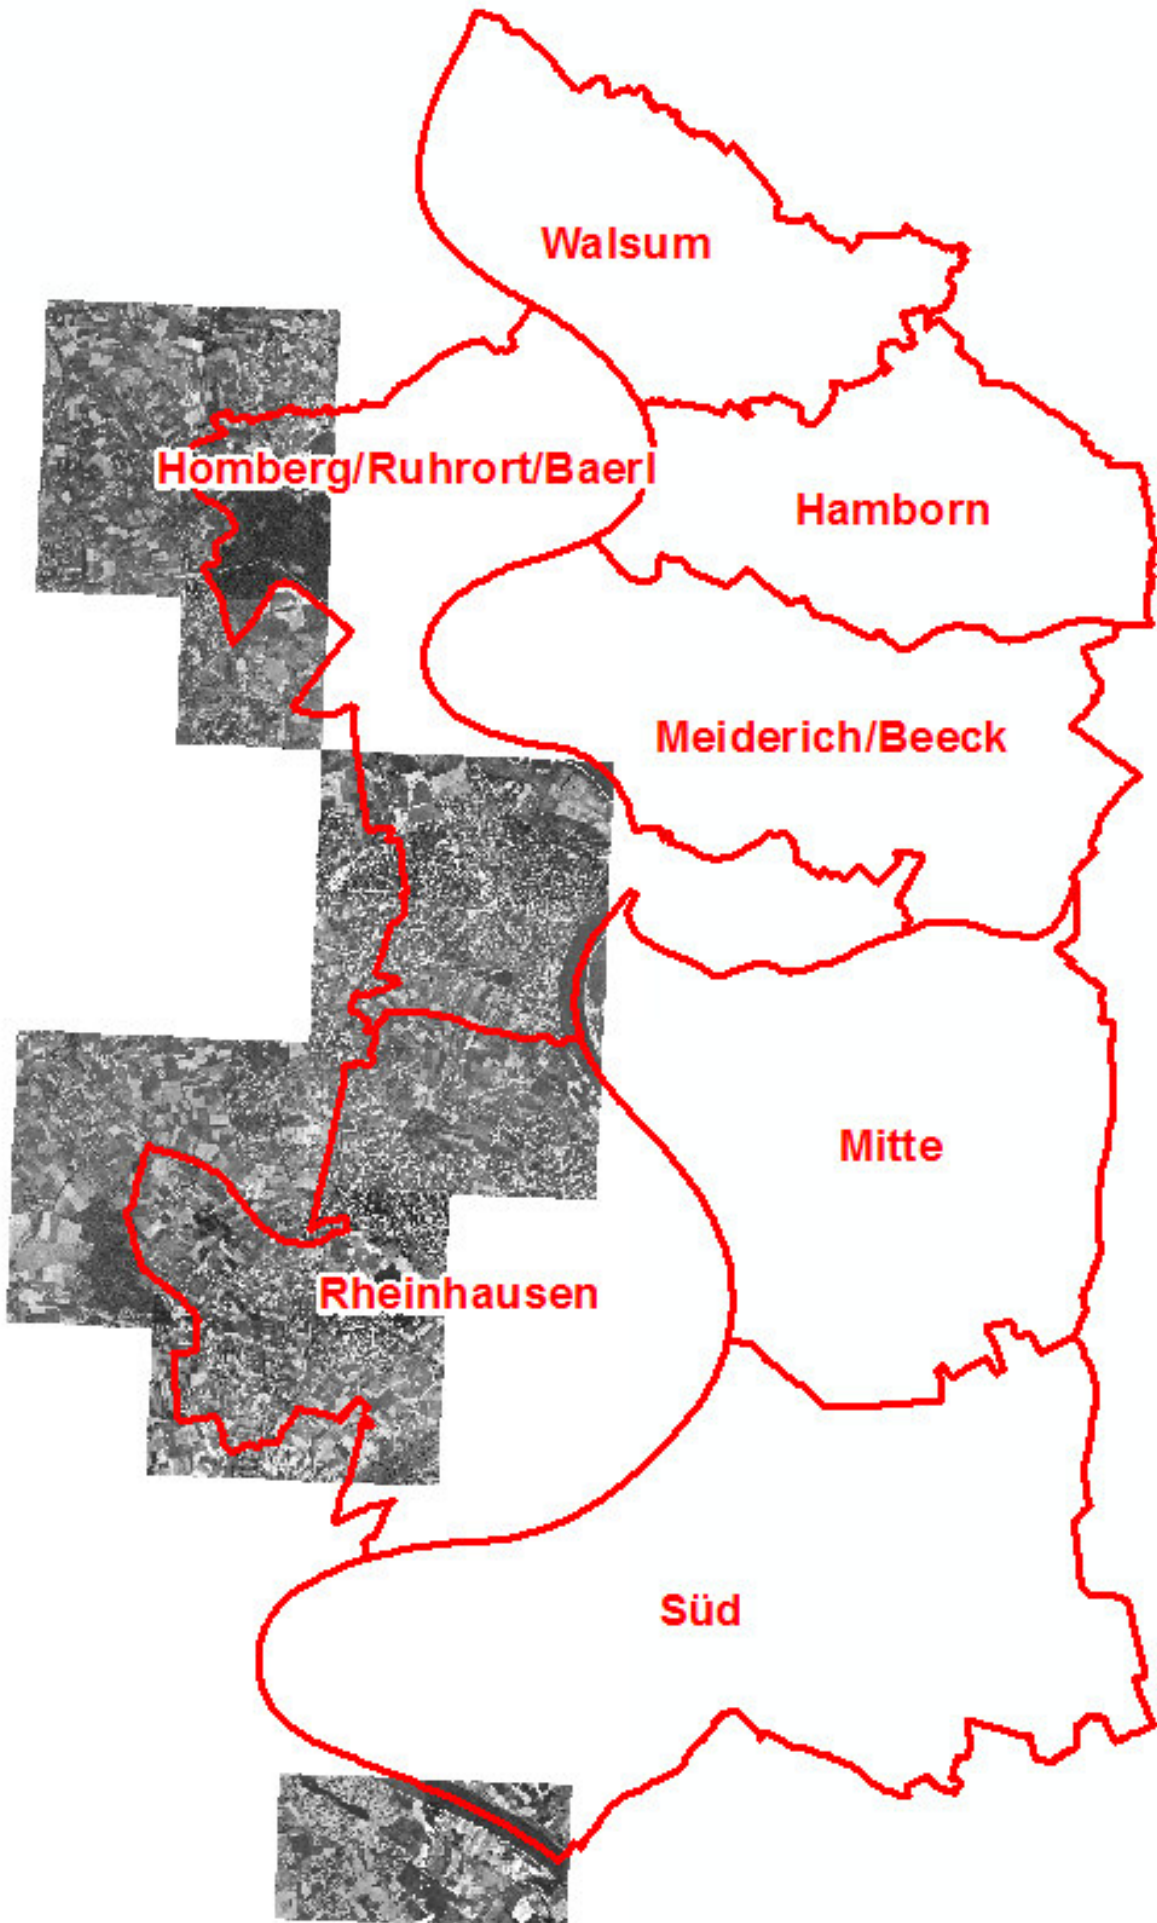 Walsum
Homberg/Ruhrort/Baerl
Hamborn
Meiderich/Beeck
Mitte
Rheinhausen
Süd